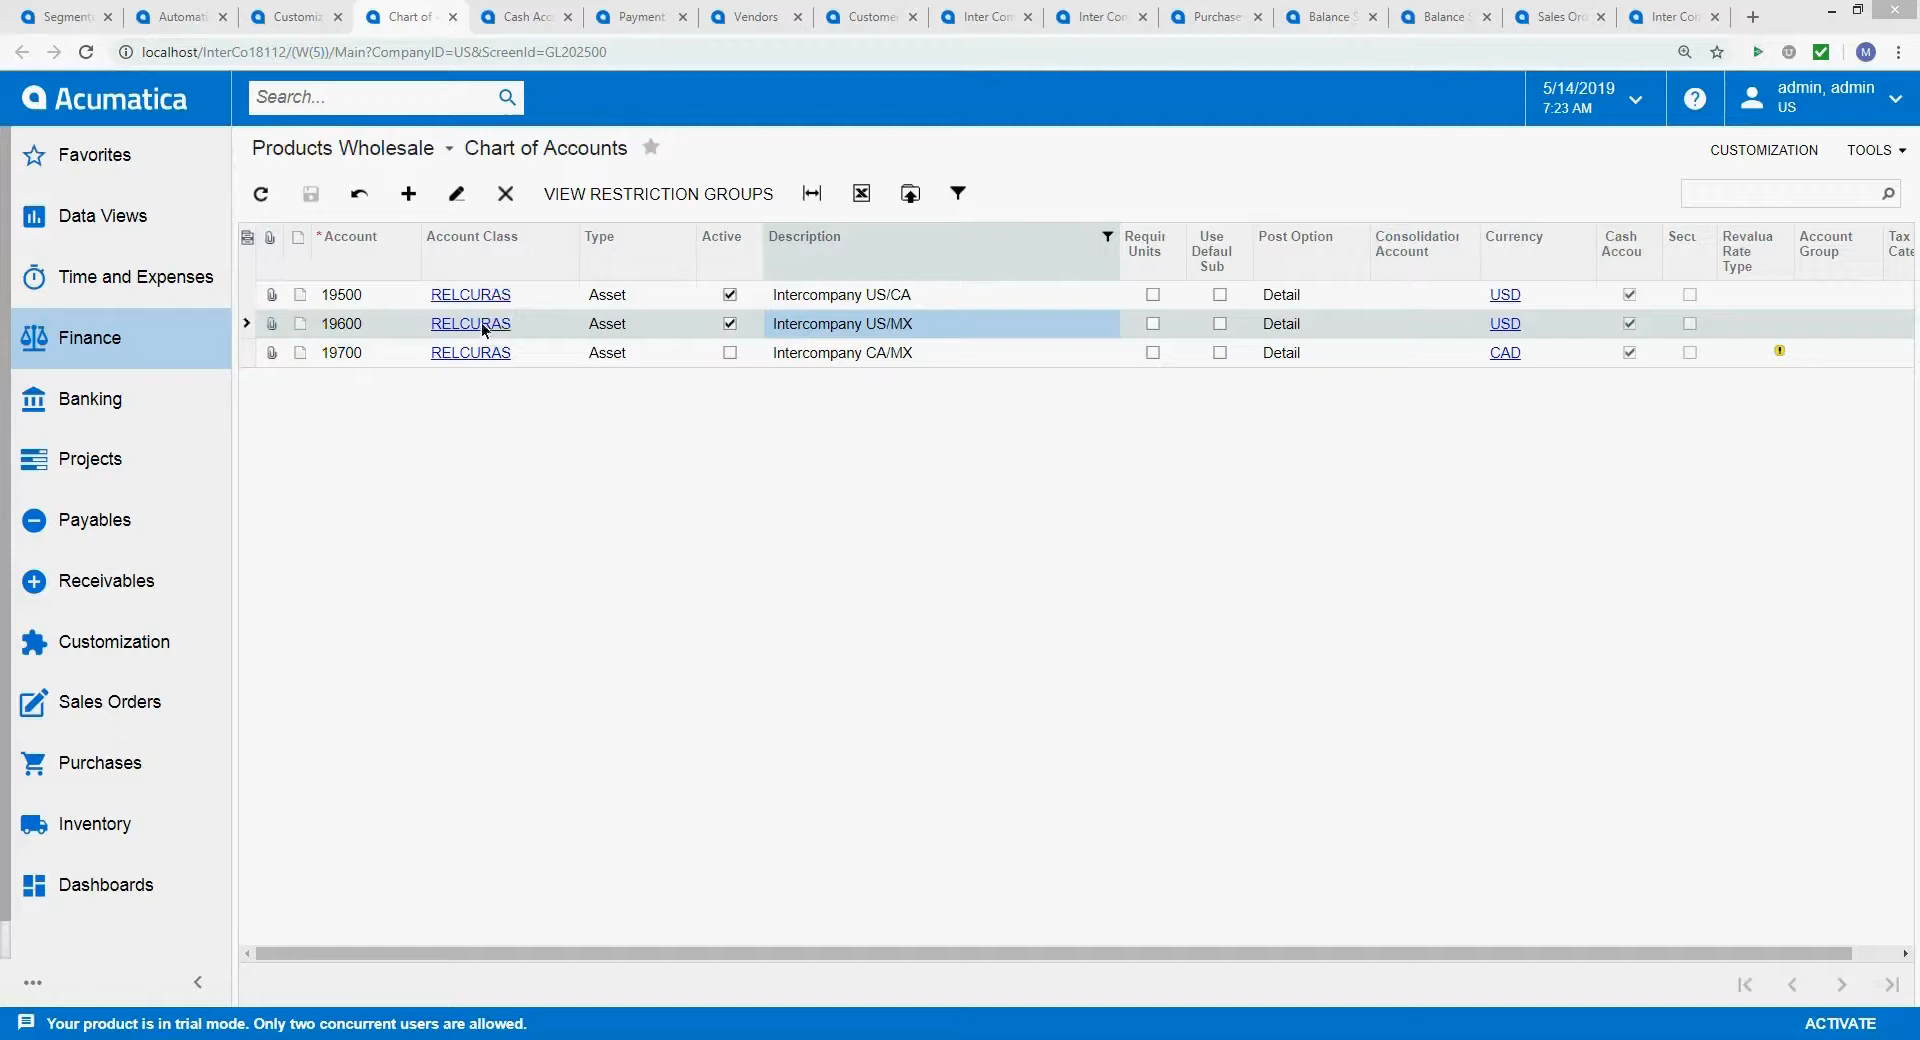 Segment
Automati
Customiz
Chart of
Cash Acc
Payment
Vendors
Custome
Inter Con
Inter Con
Purchase
Balance S
Balance S
Sales Ord
Inter Con
localhost/InterCo18112/(W(5))/Main?CompanyID=US&ScreenId=GL202500
M
Acumatica
Search...
5/14/2019
7:23 AM
?
admin, admin
US
Favorites
Data Views
Time and Expenses
Finance
Banking
Projects
Payables
Receivables
Customization
Sales Orders
Purchases
Inventory
Dashboards
Products Wholesale Chart of Accounts
CUSTOMIZATION TOOLS
VIEW RESTRICTION GROUPS
* Account
Account Class
Type
Active
Description
Requir
Units
Use
Defaul
Sub
Post Option
Consolidation
Account
Currency
Cash
Accou
Secu
Revalua
Rate
Type
Account
Group
Tax
Cate
19500 RELCURAS Asset Intercompany US/CA Detail USD
19600 RELCURAS Asset Intercompany US/MX Detail USD
19700 RELCURAS Asset Intercompany CA/MX Detail CAD
Your product is in trial mode. Only two concurrent users are allowed.
ACTIVATE